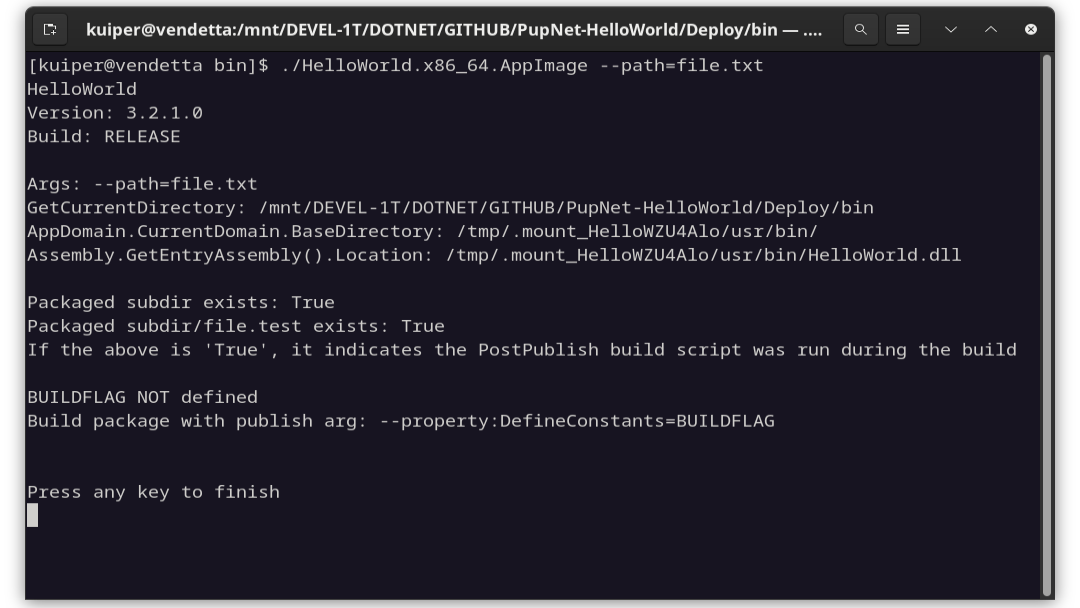 kuiper@vendetta:/mnt/DEVEL-1T/DOTNET/GITHUB/PupNet-HelloWorld/Deploy/bin — ....
[kuiper@vendetta bin]$ ./HelloWorld.x86_64.AppImage --path=file.txt
HelloWorld
Version: 3.2.1.0
Build: RELEASE
Args: --path=file.txt
GetCurrentDirectory: /mnt/DEVEL-1T/DOTNET/GITHUB/PupNet-HelloWorld/Deploy/bin
AppDomain.CurrentDomain.BaseDirectory: /tmp/.mount_HelloWZU4Alo/usr/bin/
Assembly.GetEntryAssembly().Location: /tmp/.mount_HelloWZU4Alo/usr/bin/HelloWorld.dll
Packaged subdir exists: True
Packaged subdir/file.test exists: True
If the above is 'True', it indicates the PostPublish build script was run during the build
BUILDFLAG NOT defined
Build package with publish arg: --property:DefineConstants=BUILDFLAG
Press any key to finish